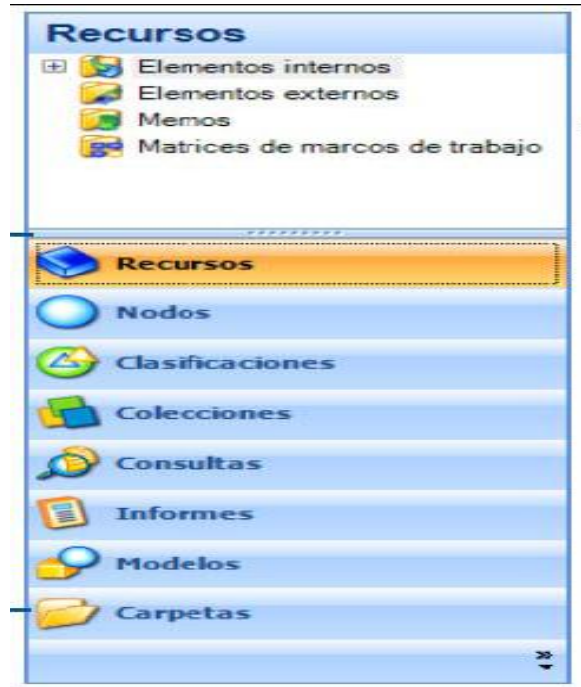 Recursos
Elementos internos
Elementos externos
Memos
Matrices de marcos de trabajo
Recursos
Nodos
Clasificaciones
Colecciones
Consultas
Informes
Modelos
Carpetas